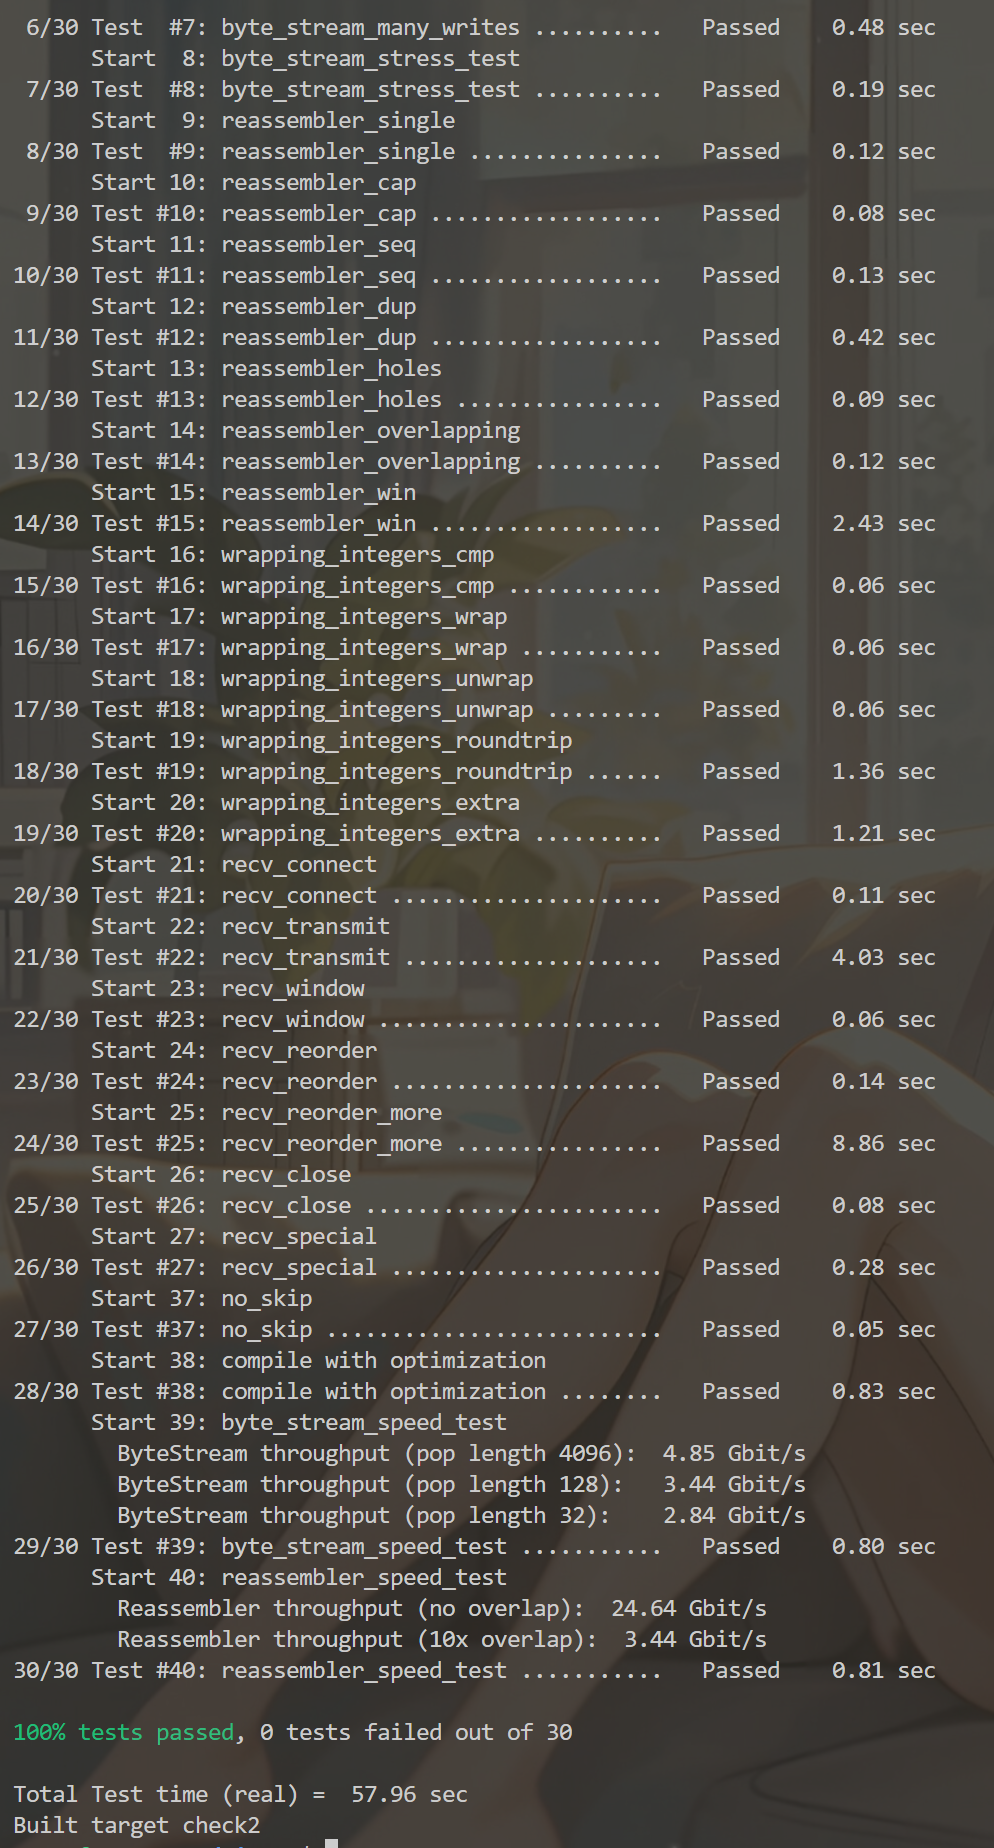 6/30 Test  #7: byte_stream_many_writes ..........   Passed    0.48 sec
      Start  8: byte_stream_stress_test
 7/30 Test  #8: byte_stream_stress_test ..........   Passed    0.19 sec
      Start  9: reassembler_single
 8/30 Test  #9: reassembler_single ...............   Passed    0.12 sec
      Start 10: reassembler_cap
 9/30 Test #10: reassembler_cap ..................   Passed    0.08 sec
      Start 11: reassembler_seq
10/30 Test #11: reassembler_seq ..................   Passed    0.13 sec
      Start 12: reassembler_dup
11/30 Test #12: reassembler_dup ..................   Passed    0.42 sec
      Start 13: reassembler_holes
12/30 Test #13: reassembler_holes ................   Passed    0.09 sec
      Start 14: reassembler_overlapping
13/30 Test #14: reassembler_overlapping ..........   Passed    0.12 sec
      Start 15: reassembler_win
14/30 Test #15: reassembler_win ..................   Passed    2.43 sec
      Start 16: wrapping_integers_cmp
15/30 Test #16: wrapping_integers_cmp ............   Passed    0.06 sec
      Start 17: wrapping_integers_wrap
16/30 Test #17: wrapping_integers_wrap ...........   Passed    0.06 sec
      Start 18: wrapping_integers_unwrap
17/30 Test #18: wrapping_integers_unwrap .........   Passed    0.06 sec
      Start 19: wrapping_integers_roundtrip
18/30 Test #19: wrapping_integers_roundtrip ......   Passed    1.36 sec
      Start 20: wrapping_integers_extra
19/30 Test #20: wrapping_integers_extra ..........   Passed    1.21 sec
      Start 21: recv_connect
20/30 Test #21: recv_connect .....................   Passed    0.11 sec
      Start 22: recv_transmit
21/30 Test #22: recv_transmit ....................   Passed    4.03 sec
      Start 23: recv_window
22/30 Test #23: recv_window ......................   Passed    0.06 sec
      Start 24: recv_reorder
23/30 Test #24: recv_reorder .....................   Passed    0.14 sec
      Start 25: recv_reorder_more
24/30 Test #25: recv_reorder_more ................   Passed    8.86 sec
      Start 26: recv_close
25/30 Test #26: recv_close .......................   Passed    0.08 sec
      Start 27: recv_special
26/30 Test #27: recv_special .....................   Passed    0.28 sec
      Start 37: no_skip
27/30 Test #37: no_skip ..........................   Passed    0.05 sec
      Start 38: compile with optimization
28/30 Test #38: compile with optimization ........   Passed    0.83 sec
      Start 39: byte_stream_speed_test
        ByteStream throughput (pop length 4096):  4.85 Gbit/s
        ByteStream throughput (pop length 128):   3.44 Gbit/s
        ByteStream throughput (pop length 32):    2.84 Gbit/s
29/30 Test #39: byte_stream_speed_test ...........   Passed    0.80 sec
      Start 40: reassembler_speed_test
        Reassembler throughput (no overlap):  24.64 Gbit/s
        Reassembler throughput (10x overlap):  3.44 Gbit/s
30/30 Test #40: reassembler_speed_test ...........   Passed    0.81 sec

100% tests passed, 0 tests failed out of 30

Total Test time (real) =  57.96 sec
Built target check2